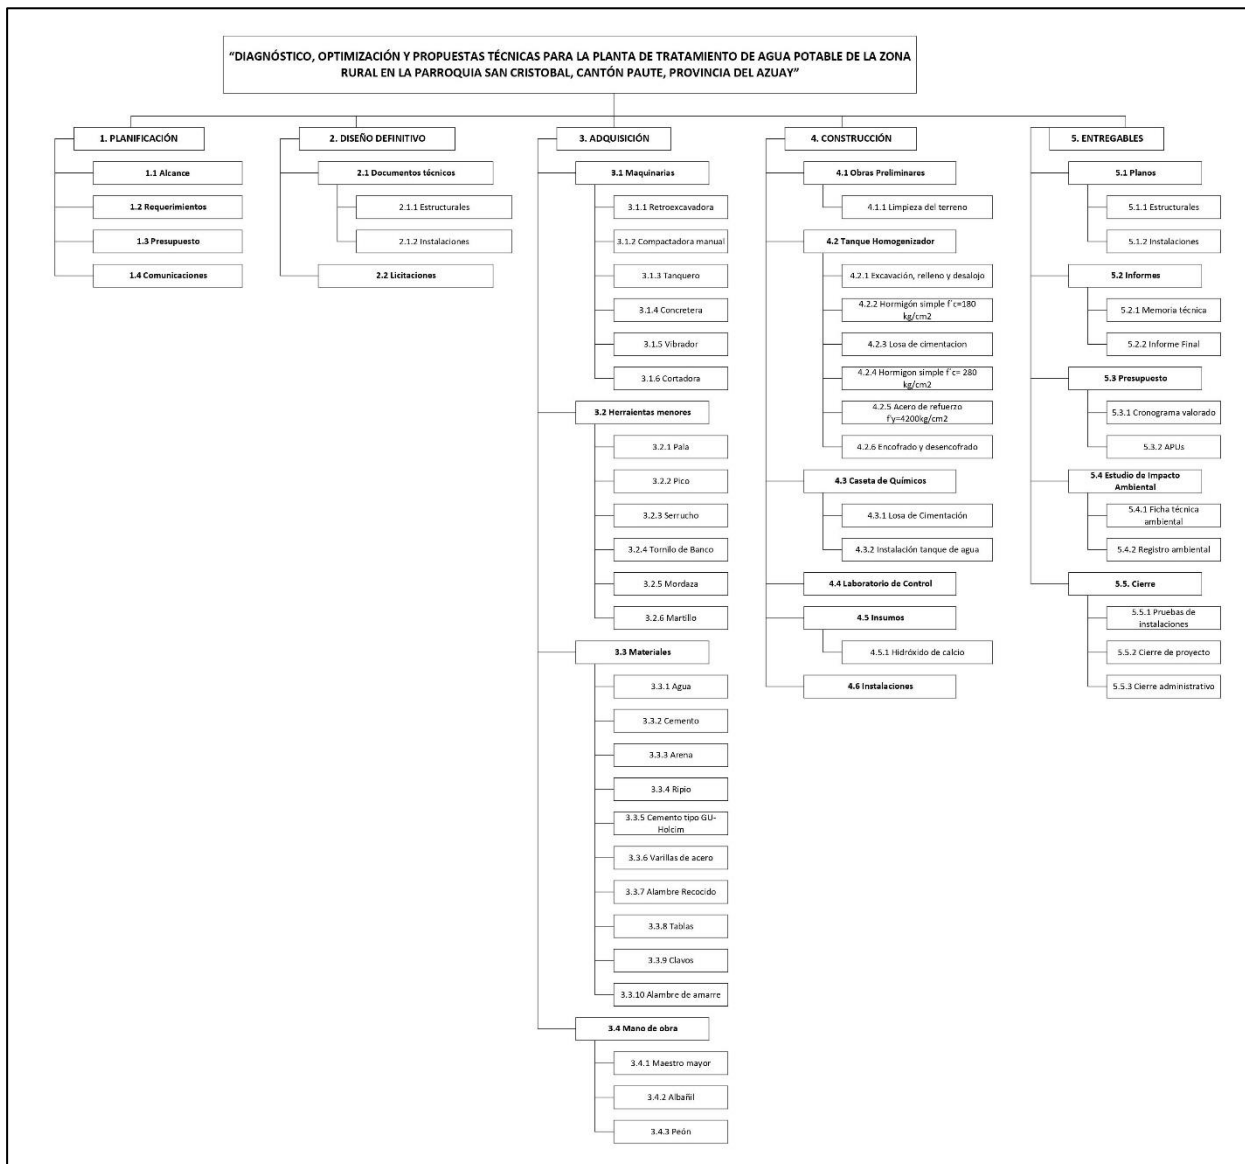 “DIAGNÓSTICO, OPTIMIZACIÓN Y PROPUESTAS TÉCNICAS PARA LA PLANTA DE TRATAMIENTO DE AGUA POTABLE DE LA ZONA
RURAL EN LA PARROQUIA SAN CRISTOBAL, CANTÓN PAUTE, PROVINCIA DEL AZUAY”
1. PLANIFICACIÓN
1.1 Alcance
1.2 Requerimientos
1.3 Presupuesto
1.4 Comunicaciones
2. DISEÑO DEFINITIVO
2.1 Documentos técnicos
2.1.1 Estructurales
2.1.2 Instalaciones
2.2 Licitaciones
3. ADQUISICIÓN
3.1 Maquinarias
3.1.1 Retroexcavadora
3.1.2 Compactadora manual
3.1.3 Tanquero
3.1.4 Concretera
3.1.5 Vibrador
3.1.6 Cortadora
3.2 Herraientas menores
3.2.1 Pala
3.2.2 Pico
3.2.3 Serrucho
3.2.4 Tornilo de Banco
3.2.5 Mordaza
3.2.6 Martillo
3.3 Materiales
3.3.1 Agua
3.3.2 Cemento
3.3.3 Arena
3.3.4 Ripio
3.3.5 Cemento tipo GU-
Holcim
3.3.6 Varillas de acero
3.3.7 Alambre Recocido
3.3.8 Tablas
3.3.9 Clavos
3.3.10 Alambre de amarre
3.4 Mano de obra
3.4.1 Maestro mayor
3.4.2 Albañil
3.4.3 Peón
4. CONSTRUCCIÓN
4.1 Obras Preliminares
4.1.1 Limpieza del terreno
4.2 Tanque Homogenizador
4.2.1 Excavación, relleno y desalojo
4.2.2 Hormigón simple f´c=180
kg/cm2
4.2.3 Losa de cimentacion
4.2.4 Hormigon simple f´c= 280
kg/cm2
4.2.5 Acero de refuerzo
f'y=4200kg/cm2
4.2.6 Encofrado y desencofrado
4.3 Caseta de Químicos
4.3.1 Losa de Cimentación
4.3.2 Instalación tanque de agua
4.4 Laboratorio de Control
4.5 Insumos
4.5.1 Hidróxido de calcio
4.6 Instalaciones
5. ENTREGABLES
5.1 Planos
5.1.1 Estructurales
5.1.2 Instalaciones
5.2 Informes
5.2.1 Memoria técnica
5.2.2 Informe Final
5.3 Presupuesto
5.3.1 Cronograma valorado
5.3.2 APUs
5.4 Estudio de Impacto
Ambiental
5.4.1 Ficha técnica
ambiental
5.4.2 Registro ambiental
5.5. Cierre
5.5.1 Pruebas de
instalaciones
5.5.2 Cierre de proyecto
5.5.3 Cierre administrativo